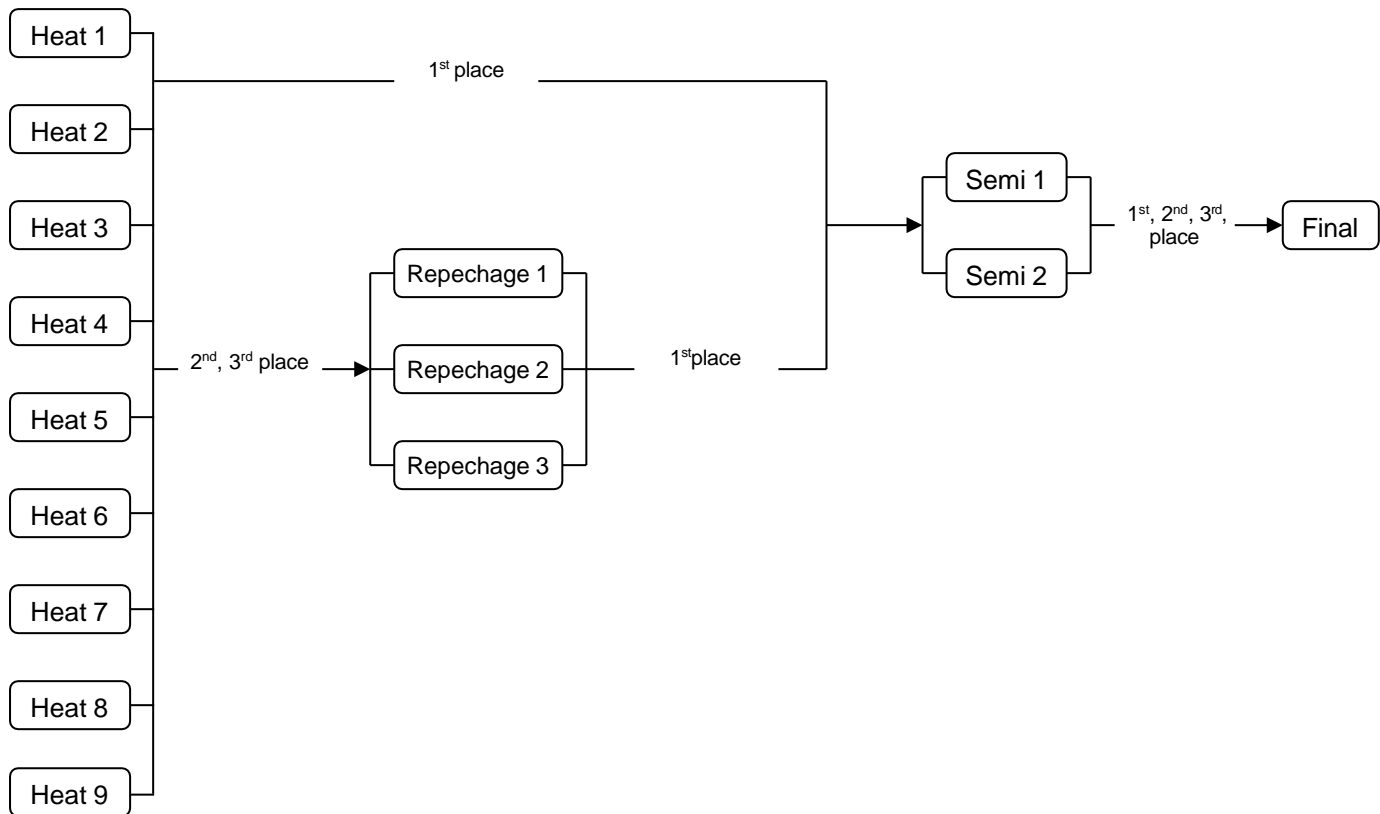 Heat 1
Heat 2
Heat 3
Heat 4
Heat 5
Heat 6
Heat 7
Heat 8
Heat 9
1st place
2nd, 3rd place
Repechage 1
Repechage 2
Repechage 3
1stplace
Semi 1
Semi 2
1st, 2nd, 3rd,
place
Final